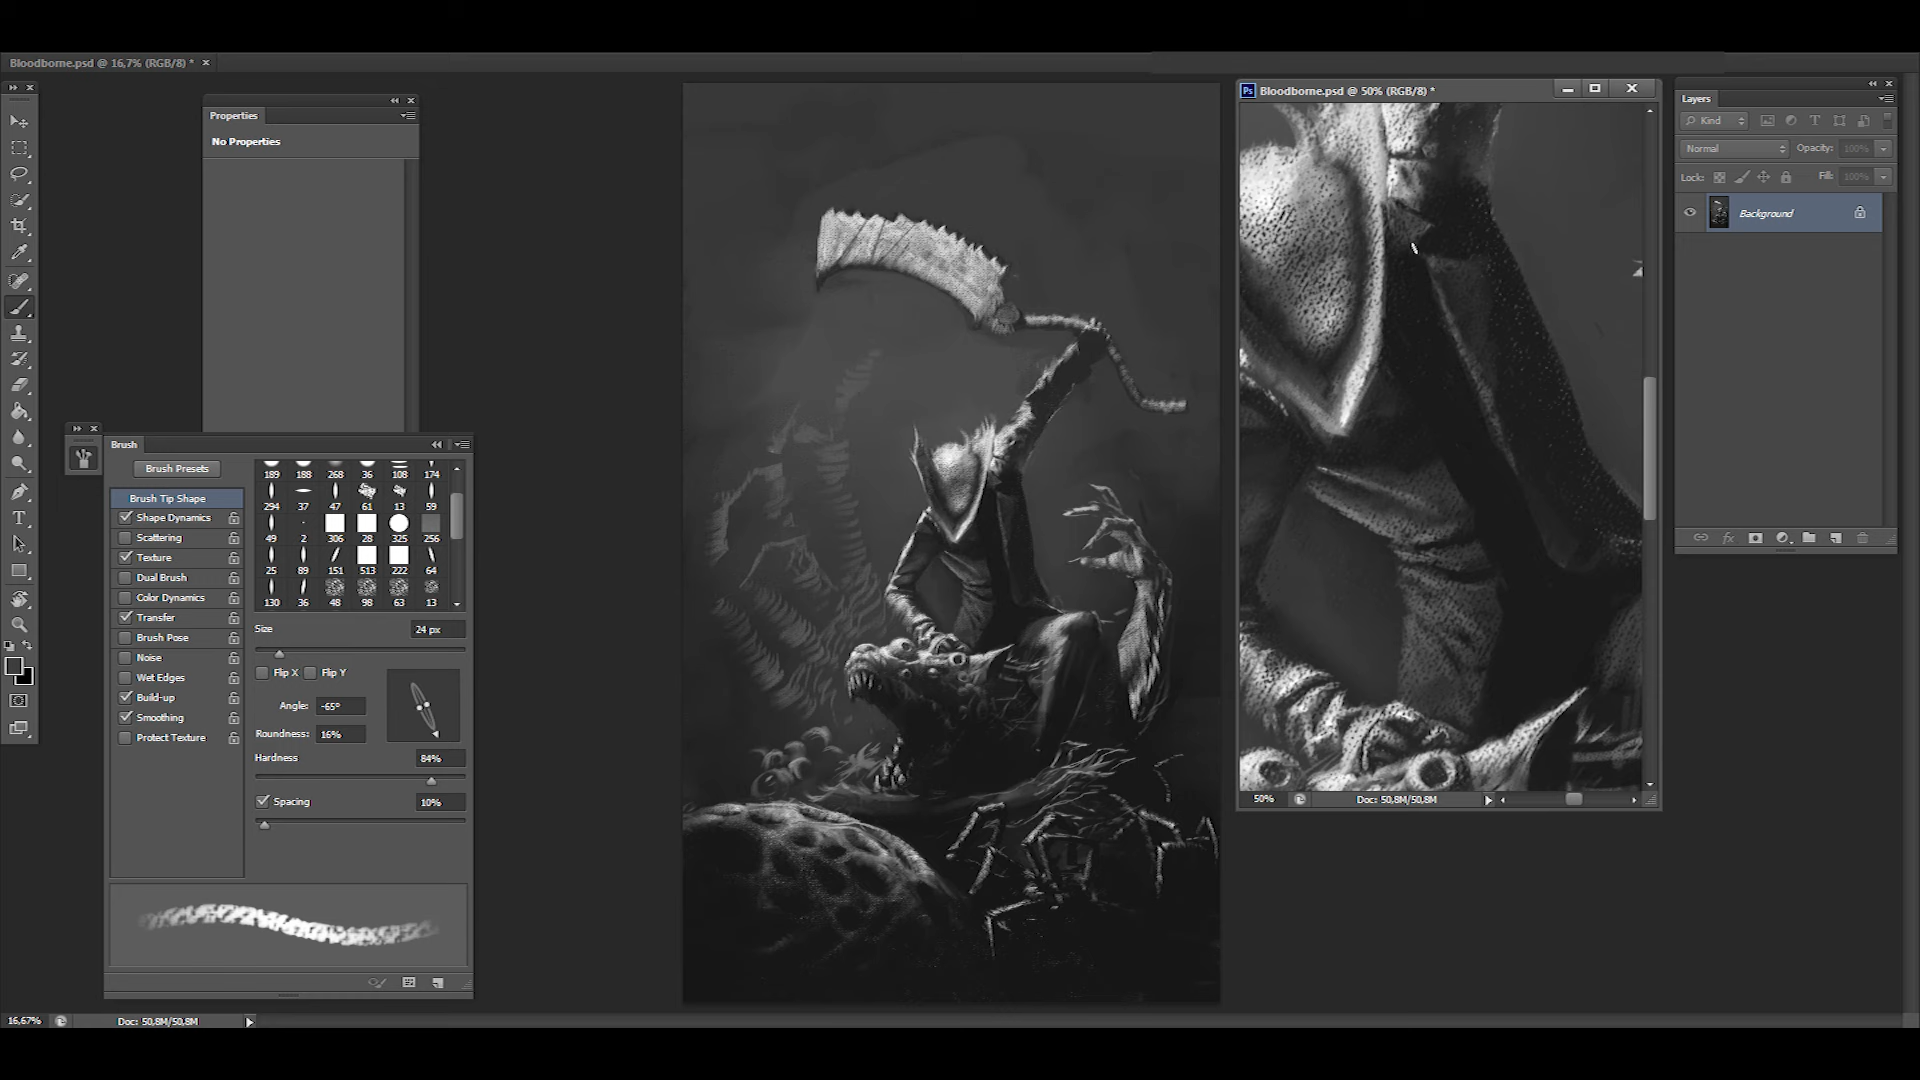 Bloodborne.psd @ 16,7% (RGB/8) *
Properties
No Properties
Brush
Brush Presets
Brush Tip Shape
Shape Dynamics
Scattering
Texture
Dual Brush
Color Dynamics
Transfer
Brush Pose
Noise
Wet Edges
Build-up
Smoothing
Protect Texture
189 188 268 36 108 174
294 37 47 61 13 59
49 2 306 28 325 256
25 89 151 513 222 64
130 36 48 98 63 13
Size 24 px
Flip X Flip Y
Angle: -65º
Roundness: 16%
Hardness 84%
Spacing 10%
16,67% Doc: 50,8M/50,8M
Ps Bloodborne.psd @ 50% (RGB/8) *
50% Doc: 50,8M/50,8M
Layers
Kind
Normal Opacity: 100%
Lock: Fill: 100%
Background
fx